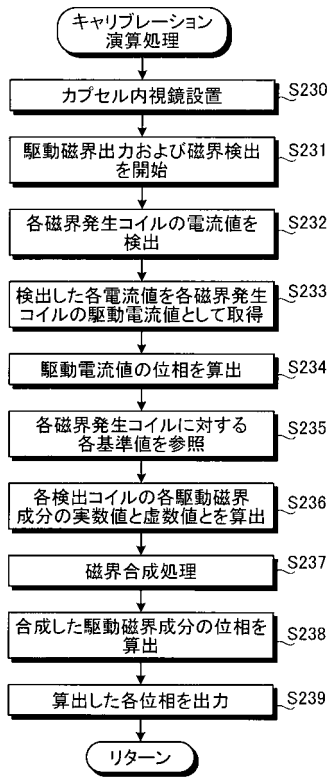 キャリブレーション
演算処理
カプセル内視鏡設置
S230
駆動磁界出力および磁界検出
を開始
S231
各磁界発生コイルの電流値を
検出
S232
検出した各電流値を各磁界発生
コイルの駆動電流値として取得
S233
駆動電流値の位相を算出
S234
各磁界発生コイルに対する
各基準値を参照
S235
各検出コイルの各駆動磁界
成分の実数値と虚数値とを算出
S236
磁界合成処理
S237
合成した駆動磁界成分の位相を
算出
S238
算出した各位相を出力
S239
リターン